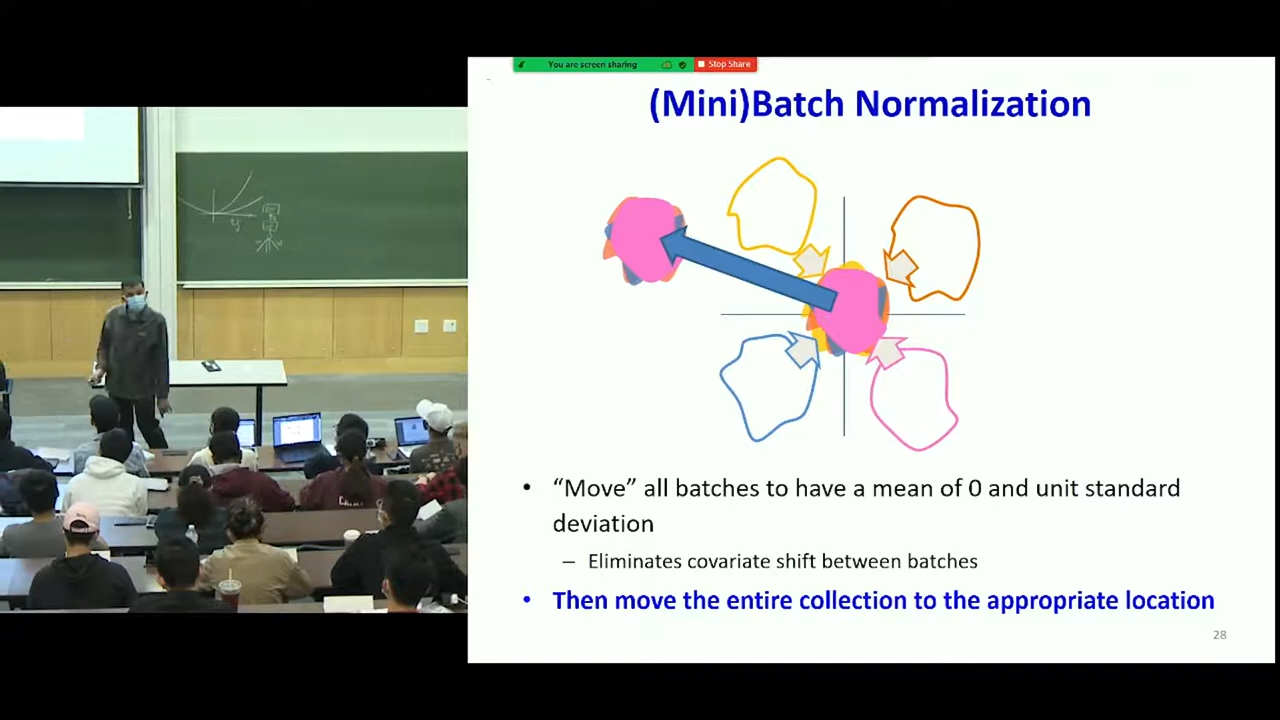 You are screen sharing
Stop Share
(Mini)Batch Normalization
• “Move” all batches to have a mean of 0 and unit standard
deviation
– Eliminates covariate shift between batches
• Then move the entire collection to the appropriate location
28